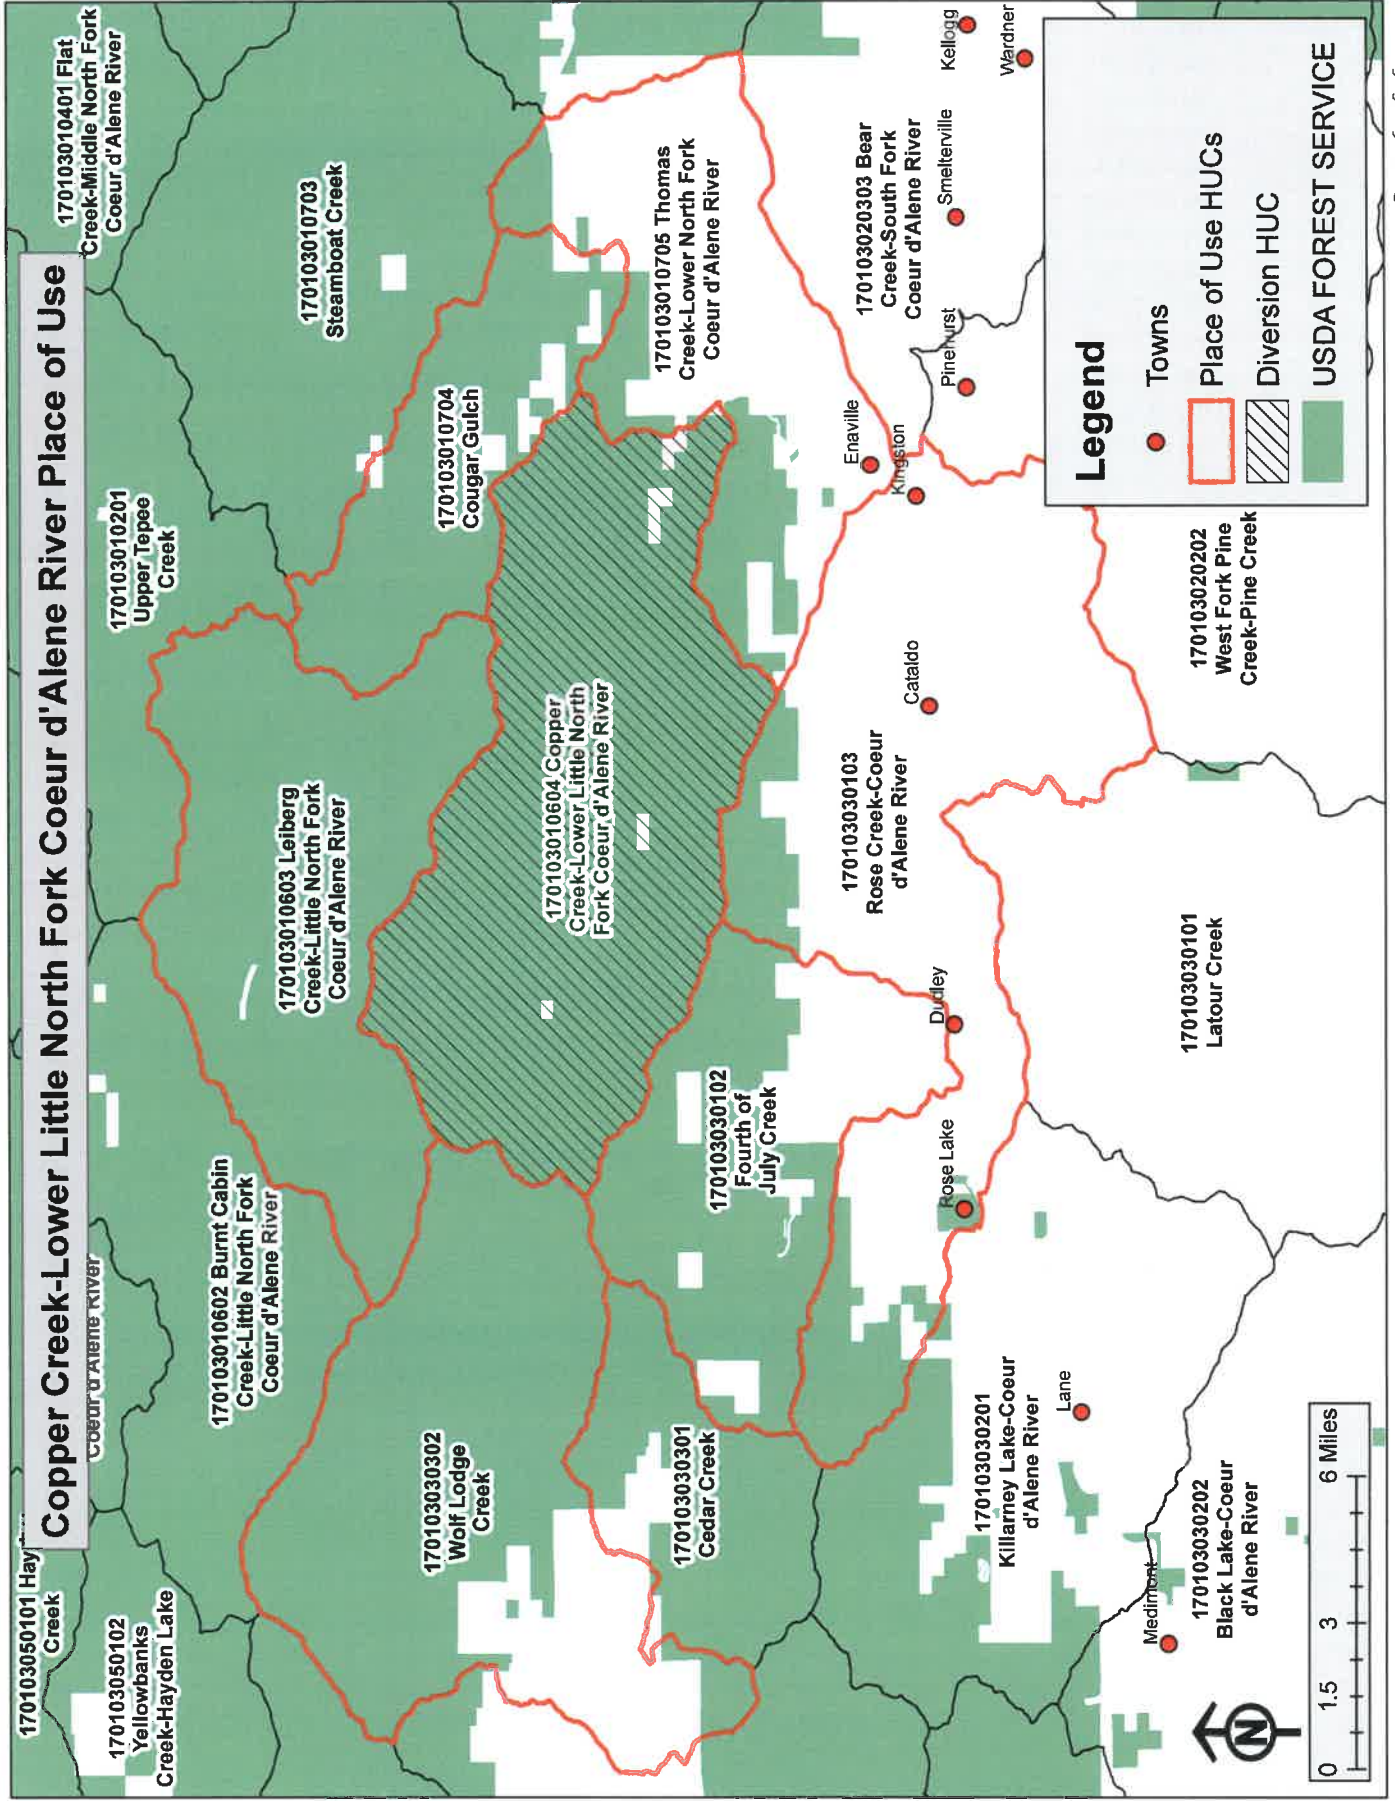 Copper Creek-Lower Little North Fork Coeur d'Alene River Place of Use
170103050101 Hay
Creek
170103050102
Yellowbanks
Creek-Hayden Lake
Coeur d'Alene River
170103010602 Burnt Cabin
Creek-Little North Fork
Coeur d'Alene River
170103010201
Upper Tepee
Creek
170103010401 Flat
Creek-Middle North Fork
Coeur d'Alene River
170103010703
Steamboat Creek
170103010603 Leiberg
Creek-Little North Fork
Coeur d'Alene River
170103010704
Cougar Gulch
170103030302
Wolf Lodge
Creek
170103010604 Copper
Creek-Lower Little North
Fork Coeur d'Alene River
170103010705 Thomas
Creek-Lower North Fork
Coeur d'Alene River
170103030301
Cedar Creek
170103030102
Fourth of
July Creek
170103030103
Rose Creek-Coeur
d'Alene River
170103020303 Bear
Creek-South Fork
Coeur d'Alene River
Enaville
Kingston
Pinehurst
Smelterville
Kellogg
Wardner
Cataldo
Dudley
Rose Lake
170103030201
Killarney Lake-Coeur
d'Alene River
Lane
Medimont
170103030202
Black Lake-Coeur
d'Alene River
170103030101
Latour Creek
170103020202
West Fork Pine
Creek-Pine Creek
Legend
Towns
Place of Use HUCs
Diversion HUC
USDA FOREST SERVICE
N
0 1.5 3 6 Miles